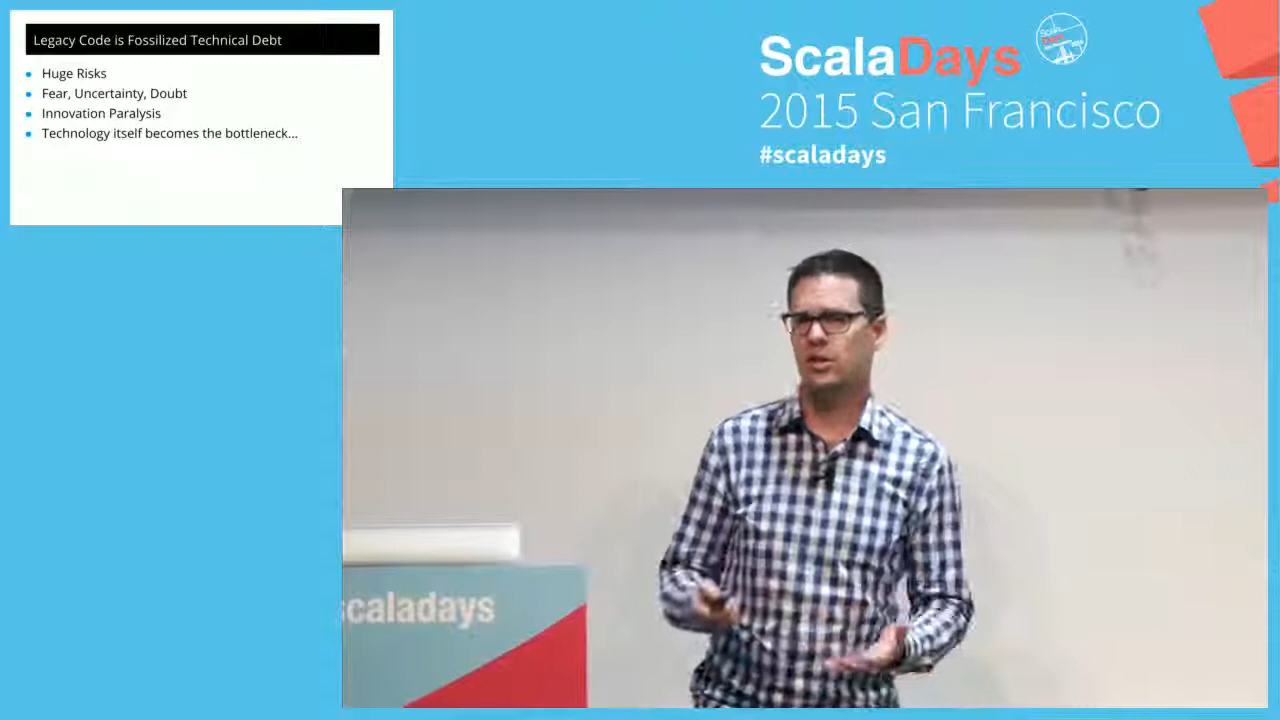 Legacy Code is Fossilized Technical Debt
Huge Risks
Fear, Uncertainty, Doubt
Innovation Paralysis
Technology itself becomes the bottleneck...
ScalaDays
2015 San Francisco
#scaladays
scaladays